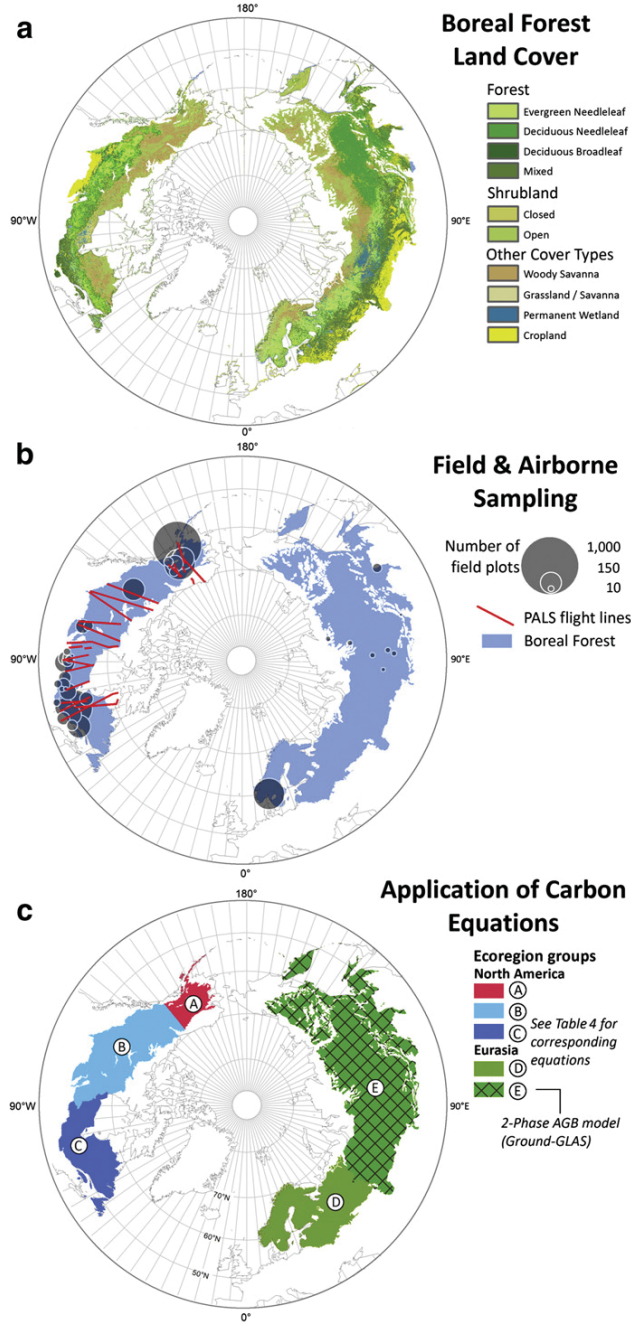 a
180°
90°W
90°E
0°
Boreal Forest
Land Cover
Forest
Evergreen Needleleaf
Deciduous Needleleaf
Deciduous Broadleaf
Mixed
Shrubland
Closed
Open
Other Cover Types
Woody Savanna
Grassland / Savanna
Permanent Wetland
Cropland
b
180°
90°W
90°E
0°
Field & Airborne
Sampling
Number of
field plots
1,000
150
10
PALS flight lines
Boreal Forest
c
180°
90°W
90°E
0°
70°N
60°N
50°N
A
B
C
D
E
Application of Carbon
Equations
Ecoregion groups
North America
A
B
C
See Table 4 for
corresponding
equations
Eurasia
D
E
2-Phase AGB model
(Ground-GLAS)